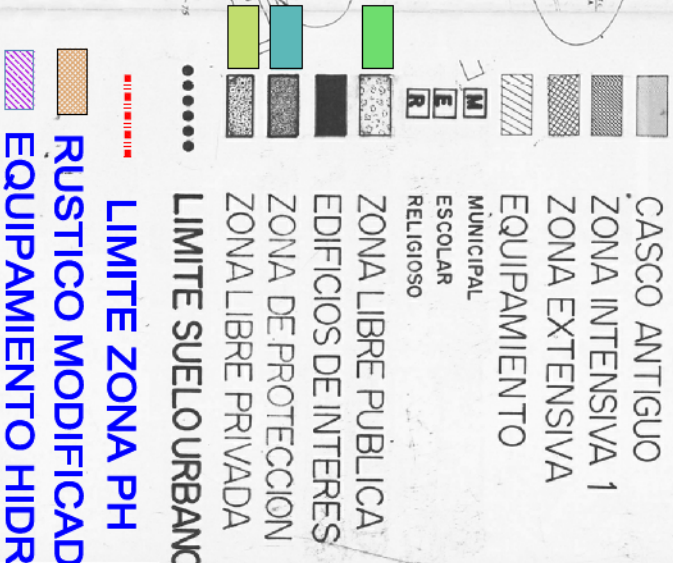 CASCO ANTIGUO
ZONA INTENSIVA 1
ZONA EXTENSIVA
EQUIPAMIENTO
M MUNICIPAL
E ESCOLAR
R RELIGIOSO
ZONA LIBRE PUBLICA
EDIFICIOS DE INTERES
ZONA DE PROTECCION
ZONA LIBRE PRIVADA
LIMITE SUELO URBANO
LIMITE ZONA PH
RUSTICO MODIFICAD
EQUIPAMIENTO HIDR